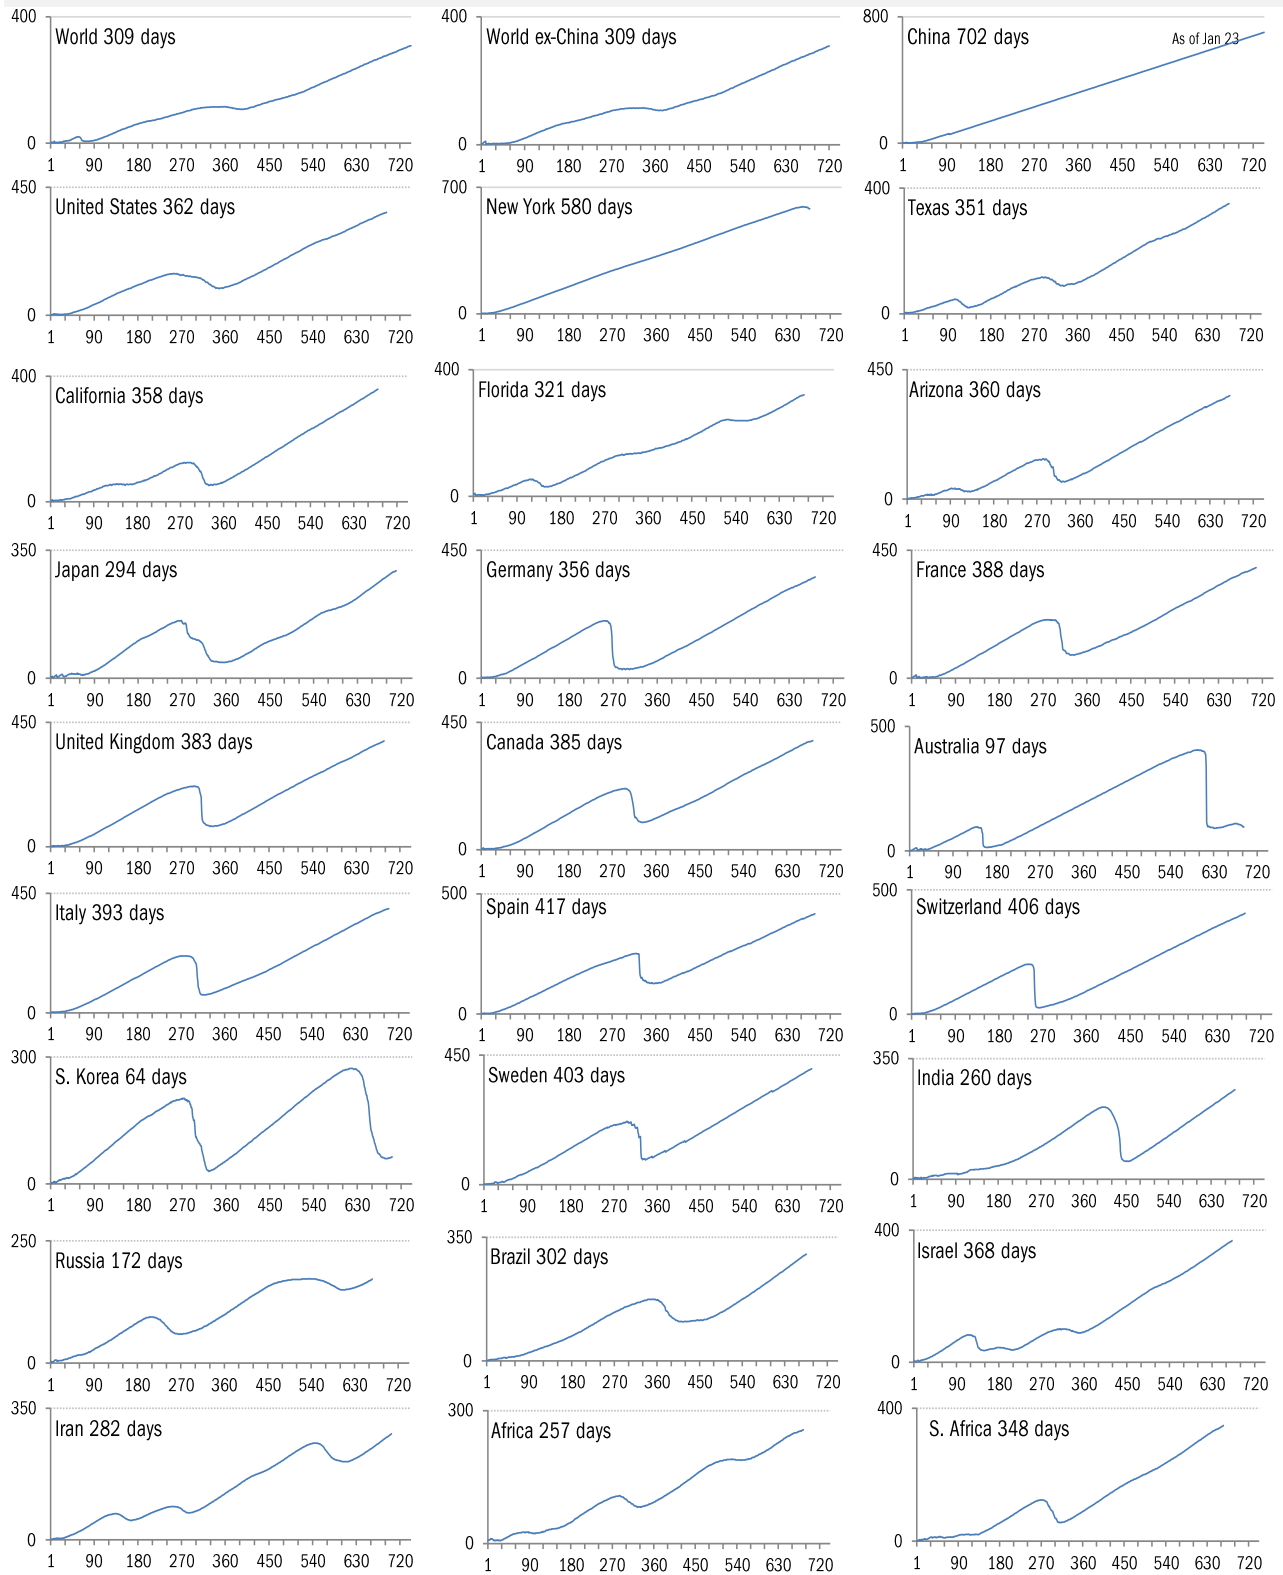 400 World 309 days
0
1 90 180 270 360 450 540 630 720
400 World ex-China 309 days
0
1 90 180 270 360 450 540 630 720
800 China 702 days As of Jan 23
0
1 90 180 270 360 450 540 630 720
450 United States 362 days
0
1 90 180 270 360 450 540 630 720
700 New York 580 days
0
1 90 180 270 360 450 540 630 720
400 Texas 351 days
0
1 90 180 270 360 450 540 630 720
400 California 358 days
0
1 90 180 270 360 450 540 630 720
400 Florida 321 days
0
1 90 180 270 360 450 540 630 720
450 Arizona 360 days
0
1 90 180 270 360 450 540 630 720
350 Japan 294 days
0
1 90 180 270 360 450 540 630 720
450 Germany 356 days
0
1 90 180 270 360 450 540 630 720
450 France 388 days
0
1 90 180 270 360 450 540 630 720
450 United Kingdom 383 days
0
1 90 180 270 360 450 540 630 720
450 Canada 385 days
0
1 90 180 270 360 450 540 630 720
500 Australia 97 days
0
1 90 180 270 360 450 540 630 720
450 Italy 393 days
0
1 90 180 270 360 450 540 630 720
500 Spain 417 days
0
1 90 180 270 360 450 540 630 720
500 Switzerland 406 days
0
1 90 180 270 360 450 540 630 720
300 S. Korea 64 days
0
1 90 180 270 360 450 540 630 720
450 Sweden 403 days
0
1 90 180 270 360 450 540 630 720
350 India 260 days
0
1 90 180 270 360 450 540 630 720
250 Russia 172 days
0
1 90 180 270 360 450 540 630 720
350 Brazil 302 days
0
1 90 180 270 360 450 540 630 720
400 Israel 368 days
0
1 90 180 270 360 450 540 630 720
350 Iran 282 days
0
1 90 180 270 360 450 540 630 720
300 Africa 257 days
0
1 90 180 270 360 450 540 630 720
400 S. Africa 348 days
0
1 90 180 270 360 450 540 630 720